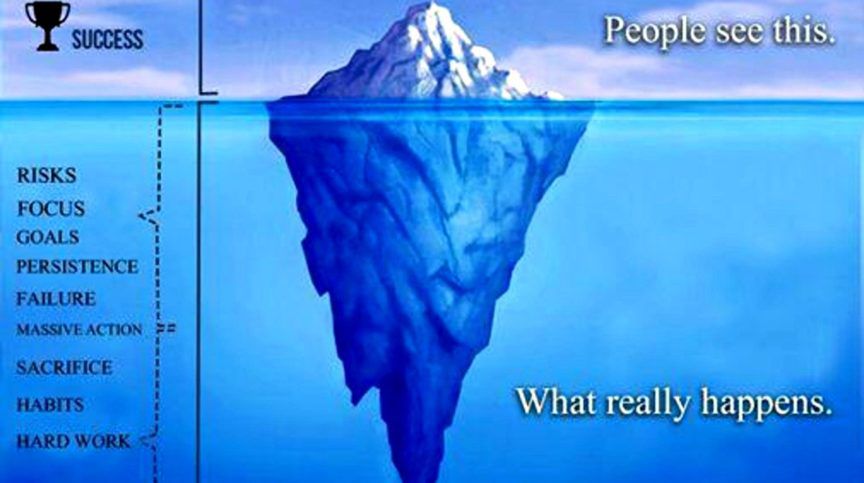 SUCCESS
People see this.
RISKS
FOCUS
GOALS
PERSISTENCE
FAILURE
MASSIVE ACTION
SACRIFICE
HABITS
HARD WORK
What really happens.